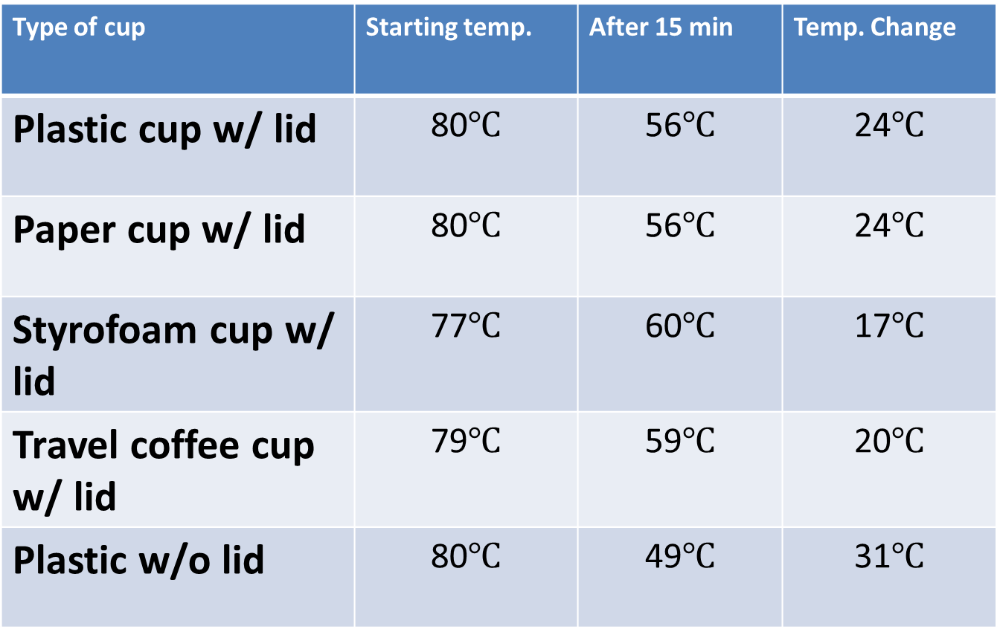 Type of cup Starting temp. After 15 min Temp. Change
Plastic cup w/ lid 80°C 56°C 24°C
Paper cup w/ lid 80°C 56°C 24°C
Styrofoam cup w/ 77°C 60°C 17°C
lid
Travel coffee cup 79°C 59°C 20°C
w/ lid
Plastic w/o lid 80°C 49°C 31°C